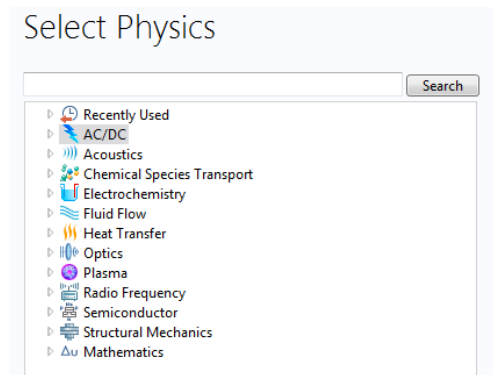 Select Physics
Search
Recently Used
AC/DC
Acoustics
Chemical Species Transport
Electrochemistry
Fluid Flow
Heat Transfer
Optics
Plasma
Radio Frequency
Semiconductor
Structural Mechanics
Δu Mathematics